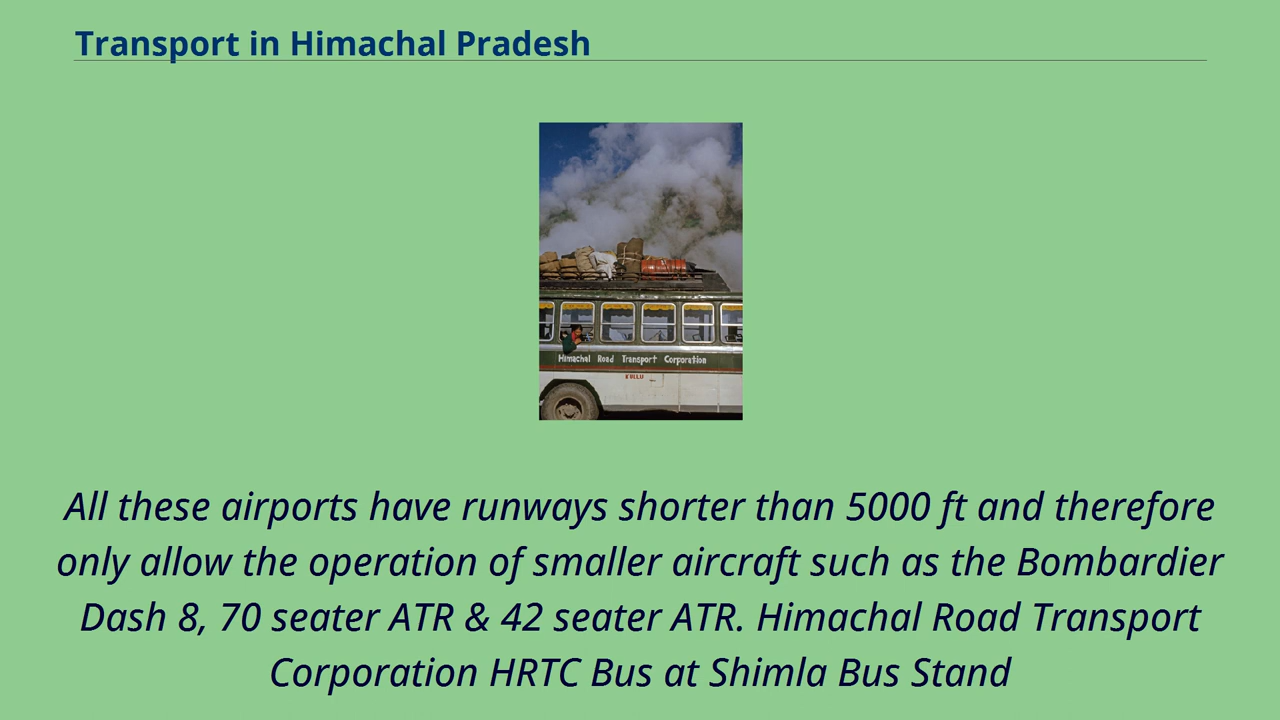 Transport in Himachal Pradesh
Himachal Road Transport Corporation
KULLU
All these airports have runways shorter than 5000 ft and therefore
only allow the operation of smaller aircraft such as the Bombardier
Dash 8, 70 seater ATR & 42 seater ATR. Himachal Road Transport
Corporation HRTC Bus at Shimla Bus Stand